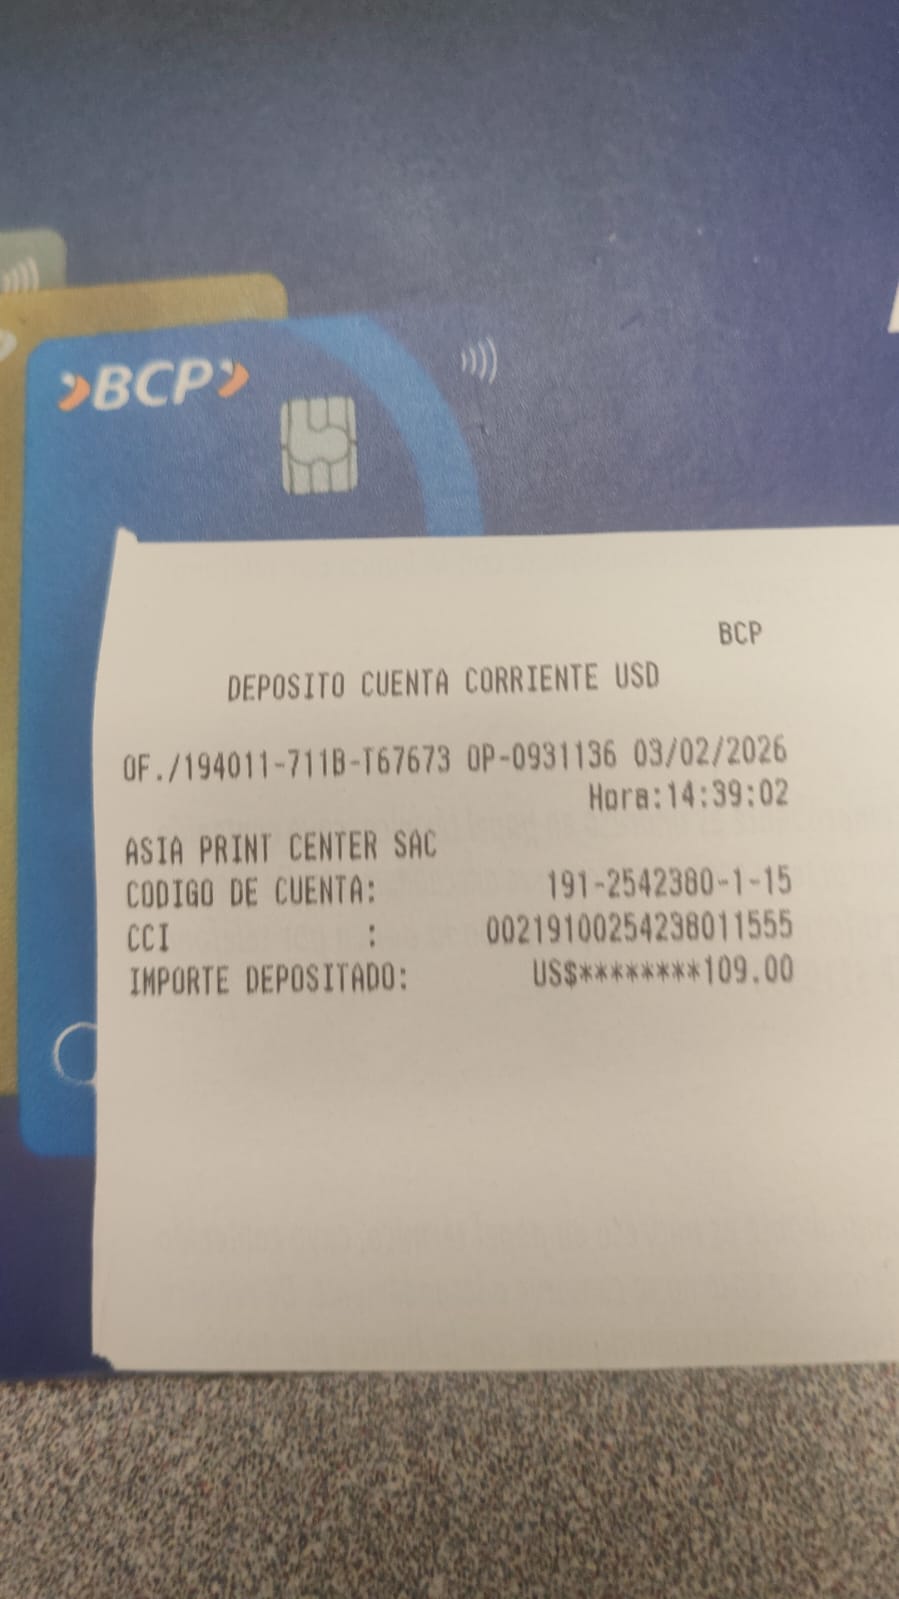 BCP
BCP
DEPOSITO CUENTA CORRIENTE USD
OF./194011-711B-T67673 OP-0931136 03/02/2026
Hora:14:39:02
ASIA PRINT CENTER SAC
CODIGO DE CUENTA: 191-2542380-1-15
CCI : 00219100254238011555
IMPORTE DEPOSITADO: US$********109.00